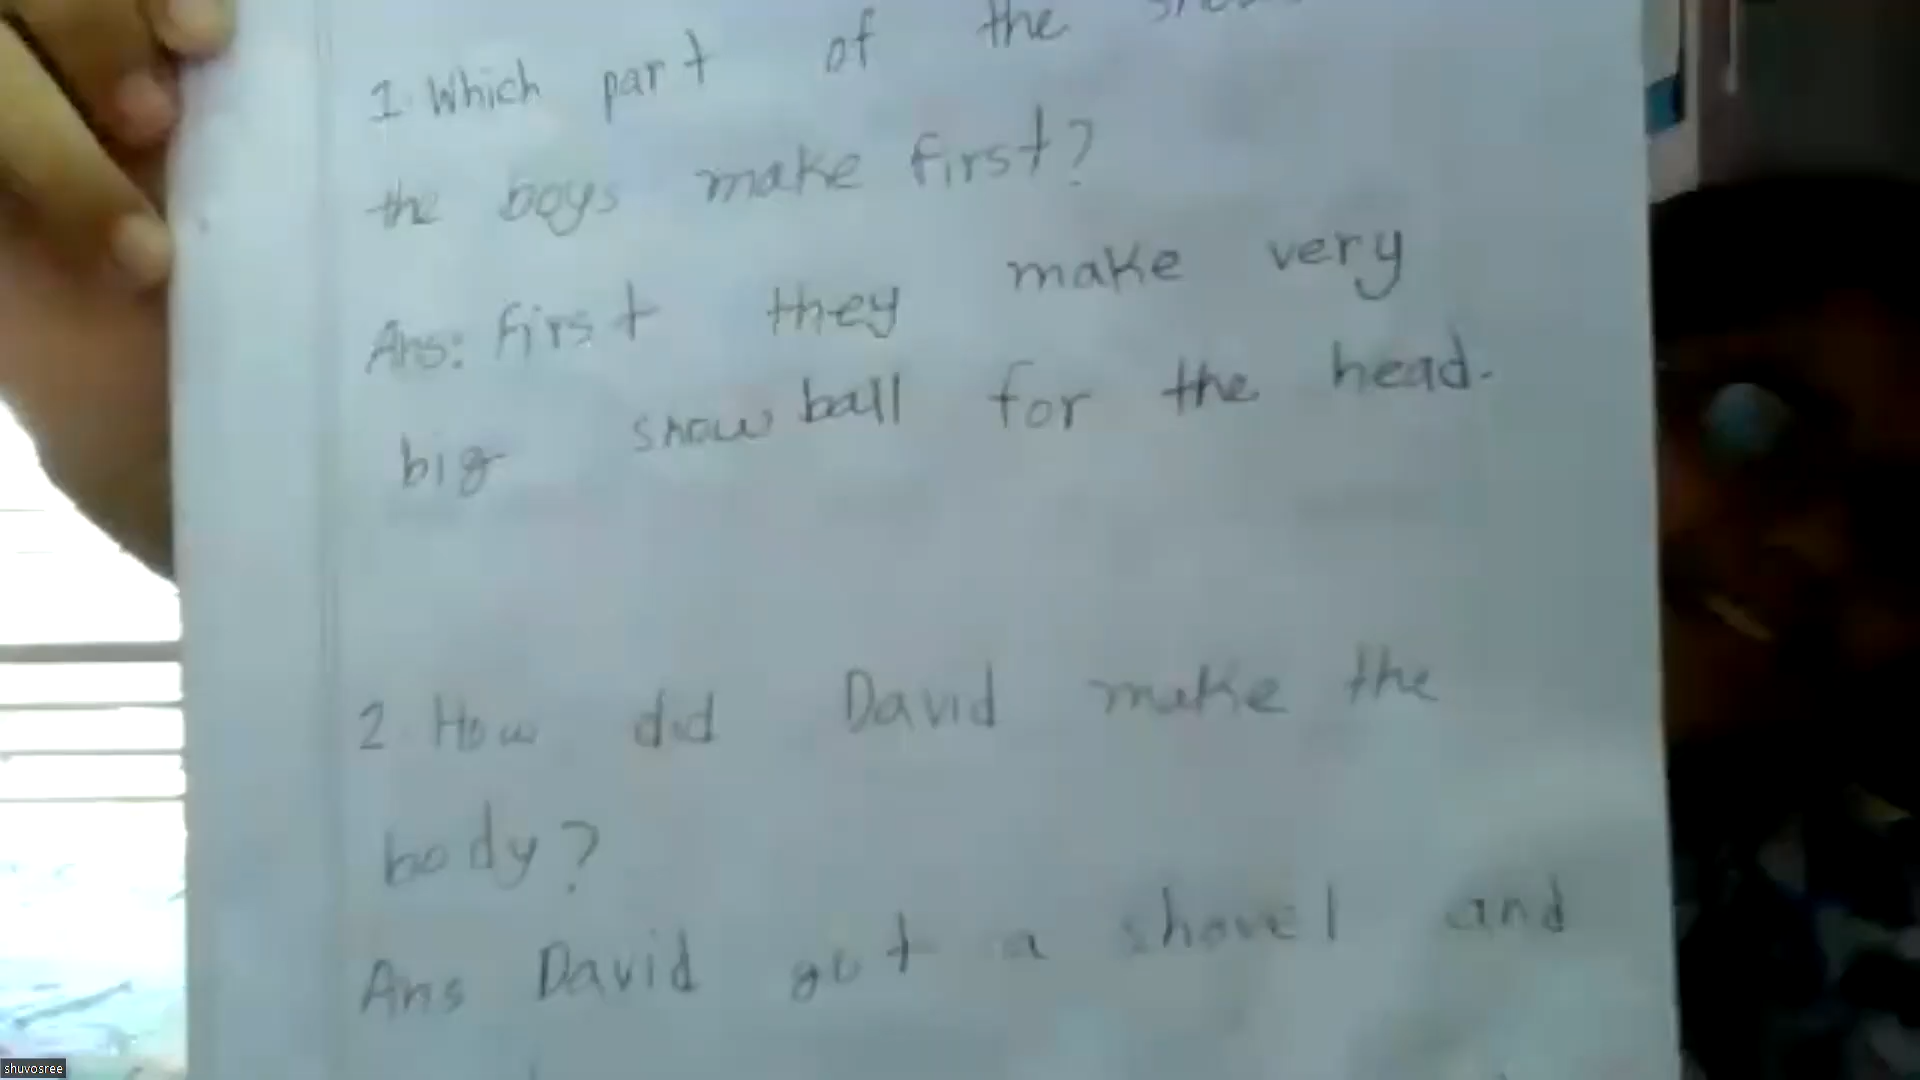 1. Which part of the
the boys make first?
Ans: First they make very
big snow ball for the head.
2. How did David make the
body?
Ans David got a shovel and
shuvosree